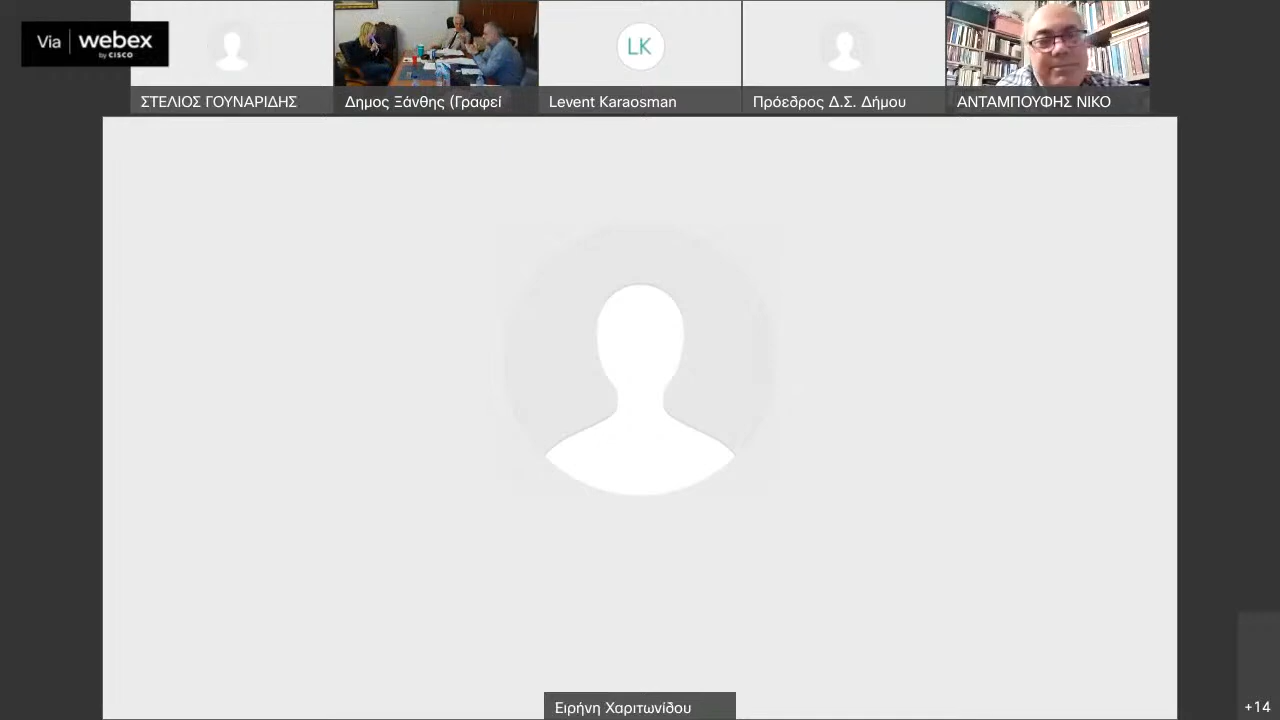 Via webex
by CISCO
ΣΤΕΛΙΟΣ ΓΟΥΝΑΡΙΔΗΣ
Δημος Ξάνθης (Γραφεί
LK
Levent Karaosman
Πρόεδρος Δ.Σ. Δήμου
ΑΝΤΑΜΠΟΥΦΗΣ ΝΙΚΟ
Ειρήνη Χαριτωνίδου
+14